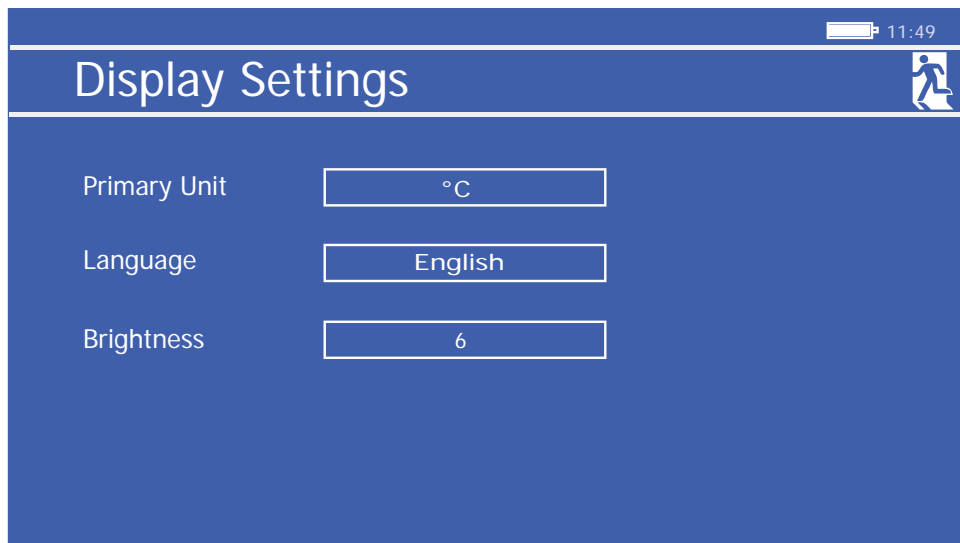 11:49
Display Settings
Primary Unit °C
Language English
Brightness 6